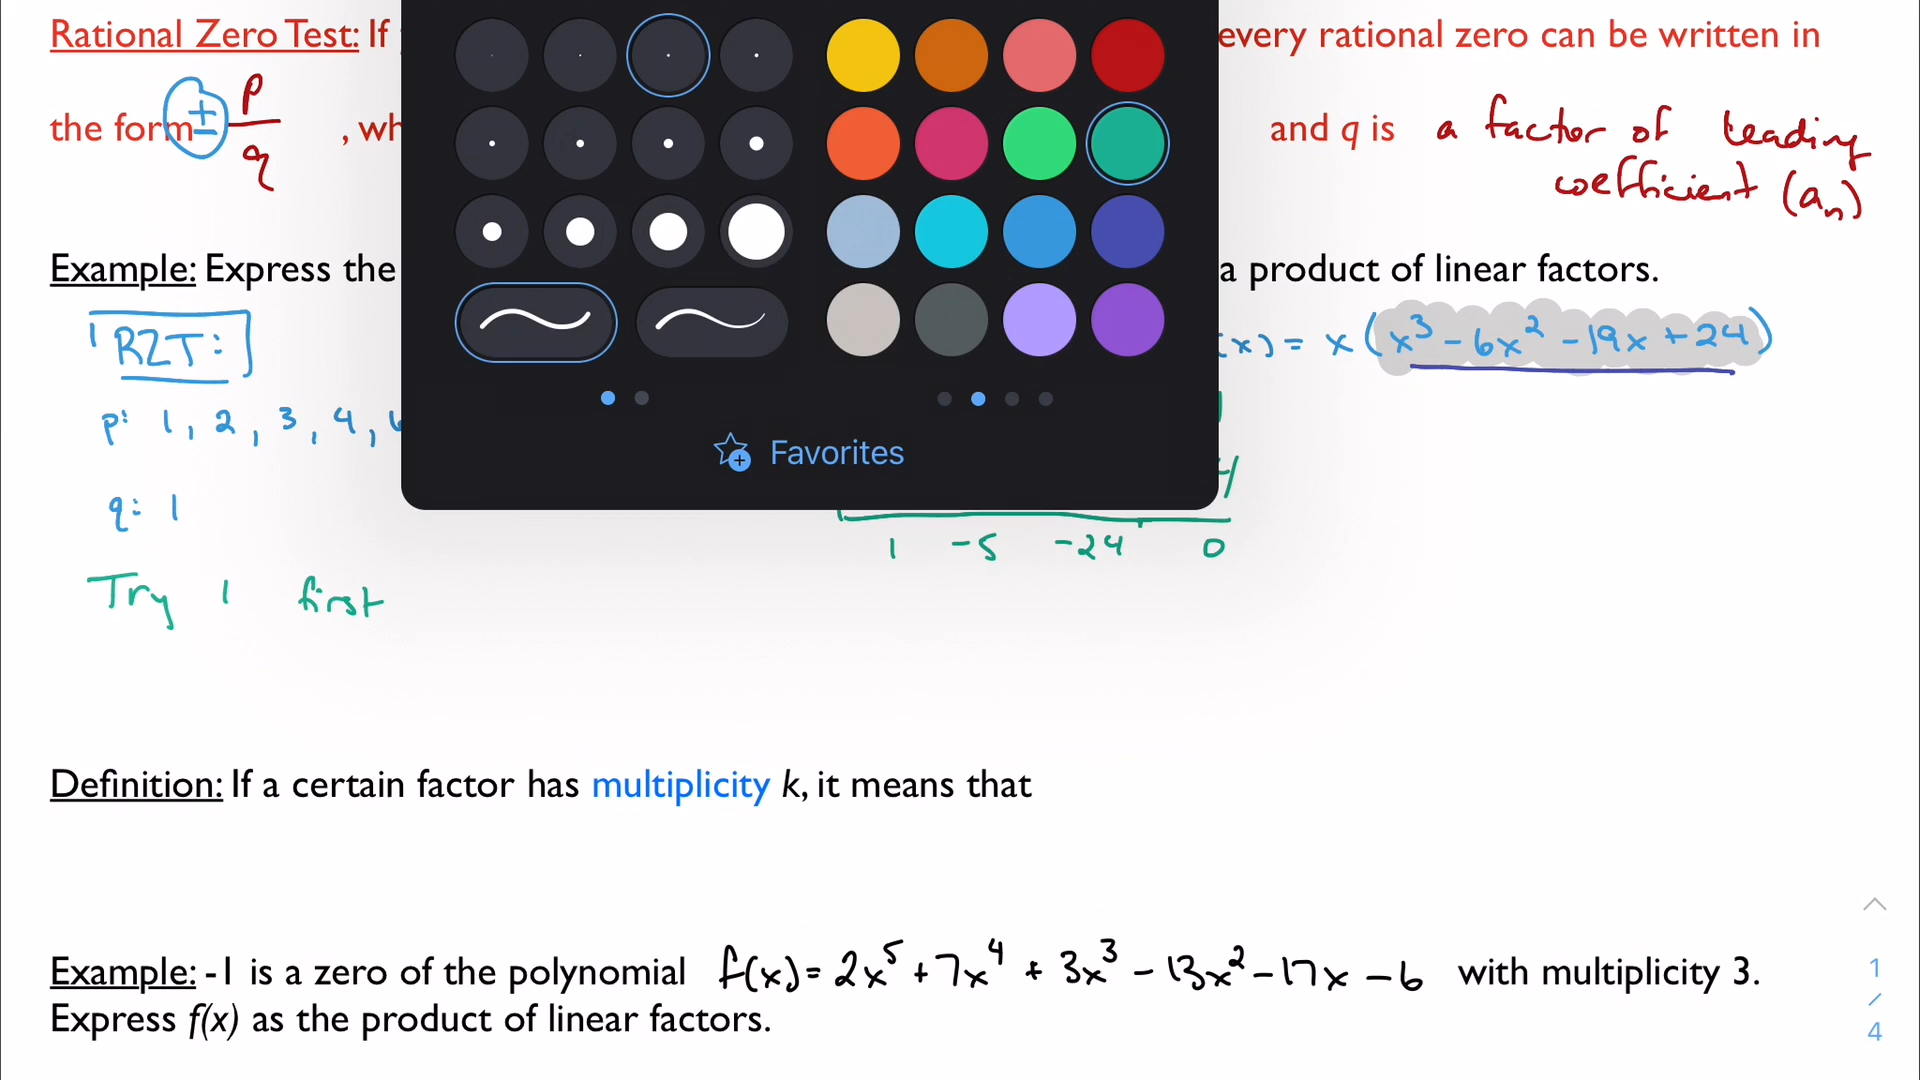 Rational Zero Test: If every rational zero can be written in
the form ± p/q , wh and q is a factor of leading
coefficient (aₙ)
Example: Express the a product of linear factors.
RZT:
(x) = x (x³ - 6x² - 19x + 24)
p: 1, 2, 3, 4,
q: 1
Favorites
1 -5 -24 0
Try 1 first
Definition: If a certain factor has multiplicity k, it means that
Example: -1 is a zero of the polynomial f(x) = 2x⁵ + 7x⁴ + 3x³ - 13x² - 17x - 6 with multiplicity 3.
Express f(x) as the product of linear factors.
1
/
4